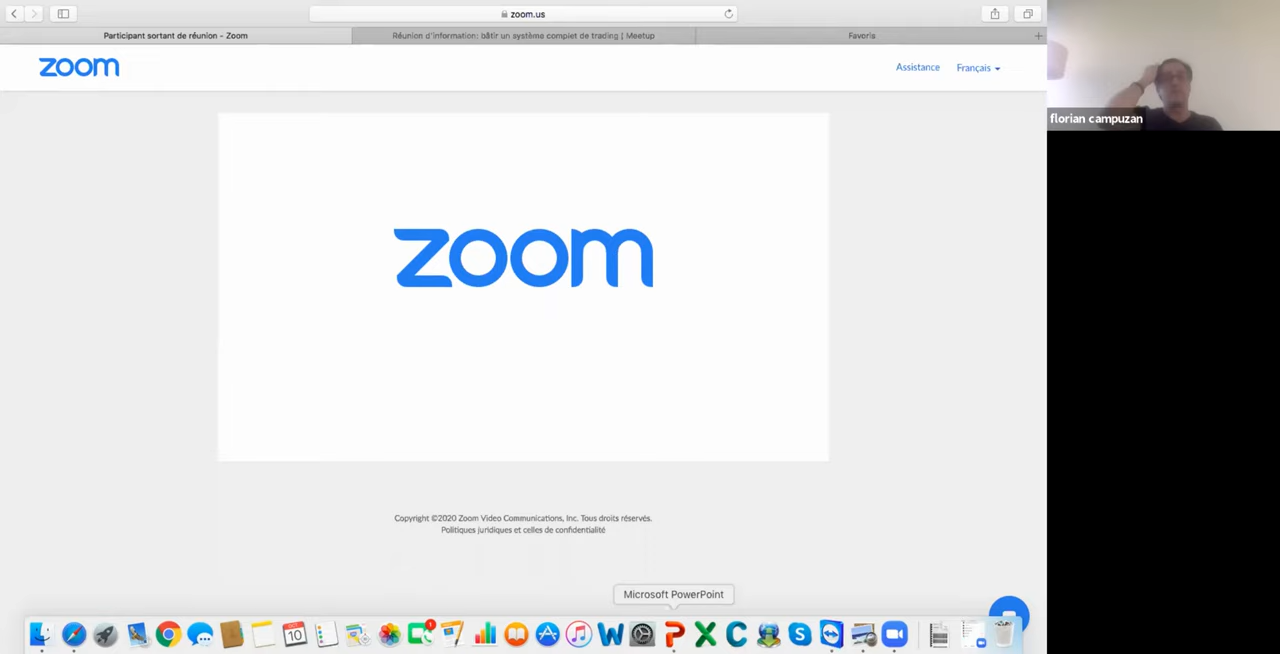 zoom.us
Participant sortant de réunion - Zoom
Réunion d'information: bâtir un système complet de trading | Meetup
Favoris
zoom
Assistance
Français
florian campuzan
zoom
Copyright ©2020 Zoom Video Communications, Inc. Tous droits réservés.
Politiques juridiques et celles de confidentialité
Microsoft PowerPoint
10
1